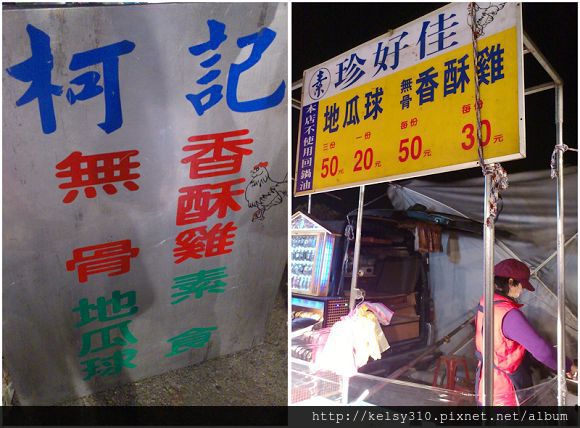 柯記
無骨
香酥雞
地瓜球
素食
素 珍好佳
本店不使用回鍋油
地瓜球 無骨香酥雞
三份 一份 每份 每份
50元 20元 50元 30元
http://kelsy310.pixnet.net/album